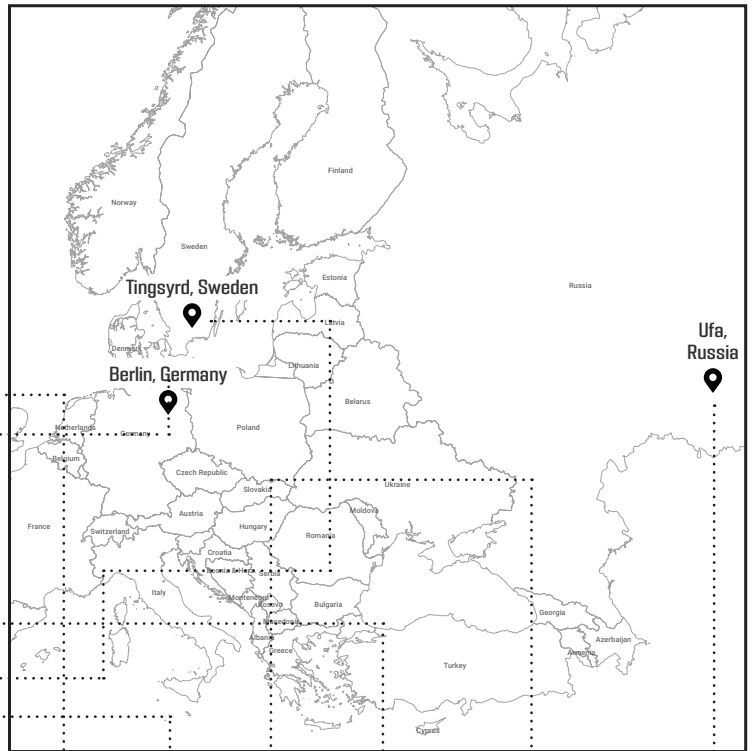 Norway
Finland
Sweden
Tingsyrd, Sweden
Estonia
Russia
Latvia
Denmark
Ufa,
Russia
Lithuania
Berlin, Germany
Belarus
Netherlands
Germany
Poland
Belgium
Czech Republic
Ukraine
Slovakia
Moldova
Austria
France
Switzerland
Hungary
Romania
Croatia
Bosnia & Herz.
Serbia
Italy
Montenegro
Kosovo
Bulgaria
Georgia
Macedonia
Albania
Azerbaijan
Greece
Armenia
Turkey
Cyprus